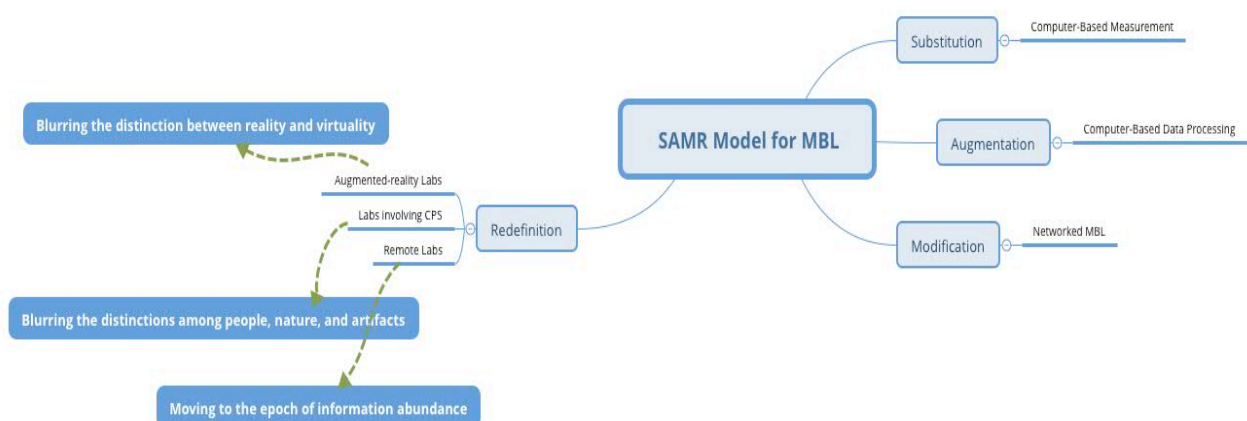 SAMR Model for MBL
Substitution
Computer-Based Measurement
Augmentation
Computer-Based Data Processing
Modification
Networked MBL
Redefinition
Augmented-reality Labs
Labs involving CPS
Remote Labs
Blurring the distinction between reality and virtuality
Blurring the distinctions among people, nature, and artifacts
Moving to the epoch of information abundance